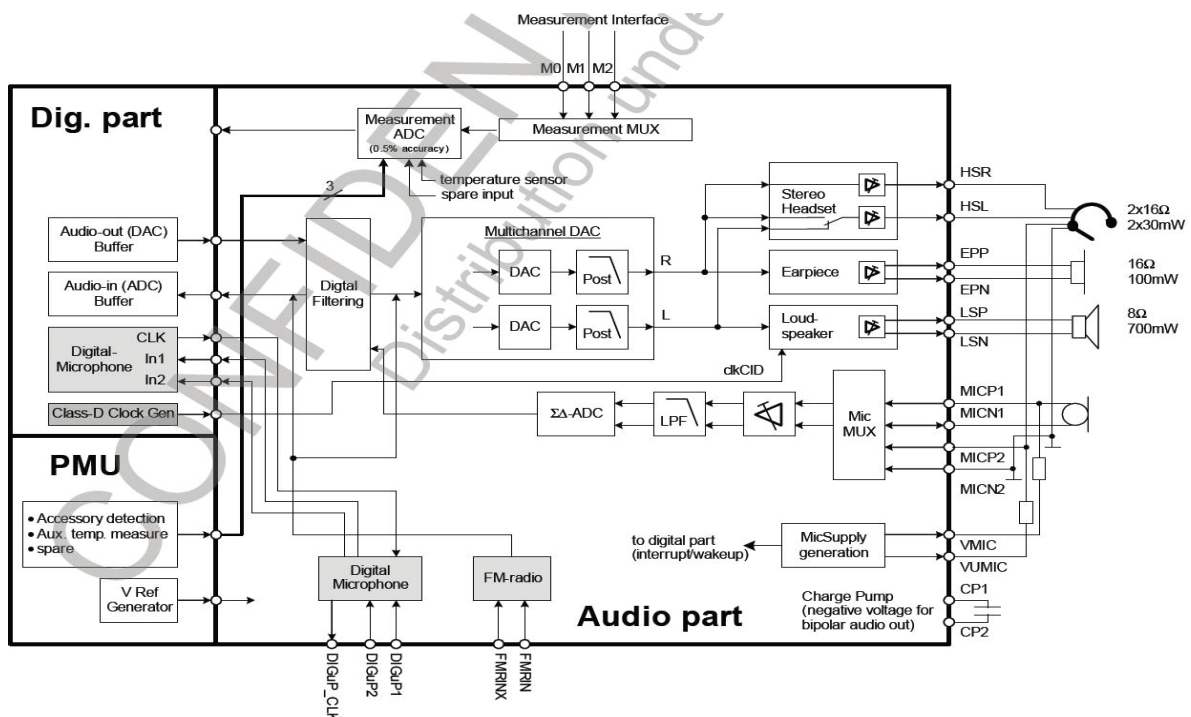 Measurement Interface
M0 M1 M2
Dig. part
Measurement
ADC
(0.5% accuracy)
Measurement MUX
temperature sensor
spare input
3
Audio-out (DAC)
Buffer
Audio-in (ADC)
Buffer
Digtal
Filtering
Multichannel DAC
DAC
Post
R
DAC
Post
L
Stereo
Headset
Earpiece
Loud-
speaker
HSR
HSL
2x16Ω
2x30mW
EPP
EPN
16Ω
100mW
LSP
LSN
8Ω
700mW
CLK
Digital-
Microphone
In1
In2
Class-D Clock Gen
clkCID
ΣΔ-ADC
LPF
Mic
MUX
MICP1
MICN1
MICP2
MICN2
PMU
• Accessory detection
• Aux. temp. measure
• spare
V Ref
Generator
Digital
Microphone
FM-radio
to digital part
(interrupt/wakeup)
MicSupply
generation
VMIC
VUMIC
Audio part
Charge Pump
(negative voltage for
bipolar audio out)
CP1
CP2
DIGuP_CLK
DIGuP2
DIGuP1
FMRINX
FMRIN
CONFIDEN
Distribution unde